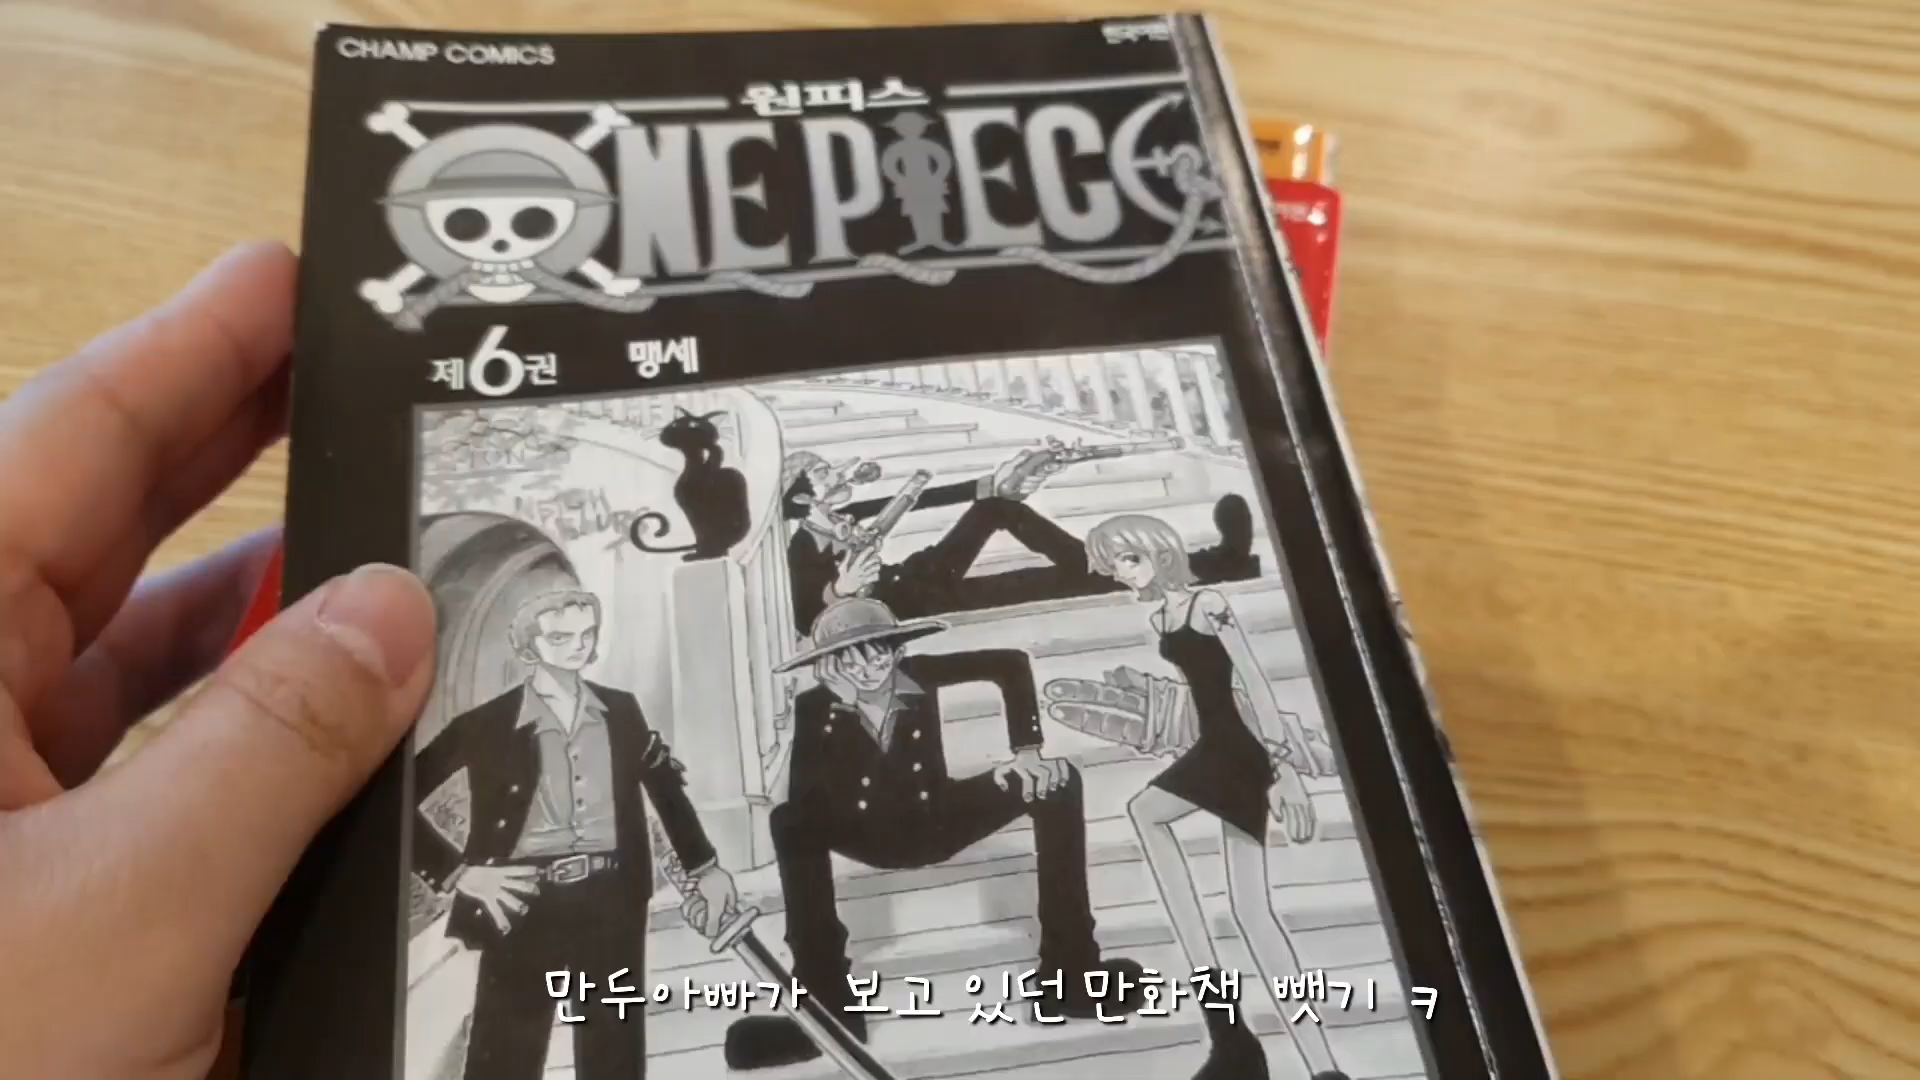 CHAMP COMICS
원피스
ONE PIECE
제6권 맹세
만두아빠가 보고 있던 만화책 뺏기 ㅋ